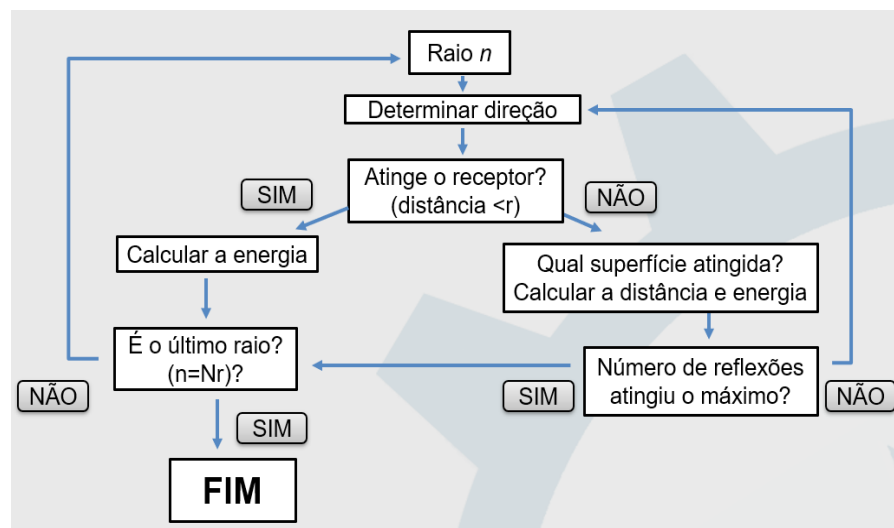 Raio n
Determinar direção
Atinge o receptor?
(distância <r)
SIM
NÃO
Calcular a energia
Qual superfície atingida?
Calcular a distância e energia
É o último raio?
(n=Nr)?
Número de reflexões
atingiu o máximo?
NÃO
SIM
NÃO
SIM
FIM